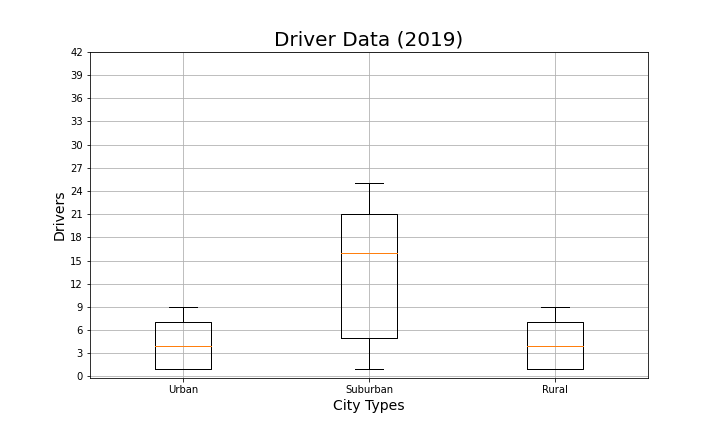 Driver Data (2019)
42
39
36
33
30
27
24
21
18
15
12
9
6
3
0
Drivers
Urban
Suburban
Rural
City Types